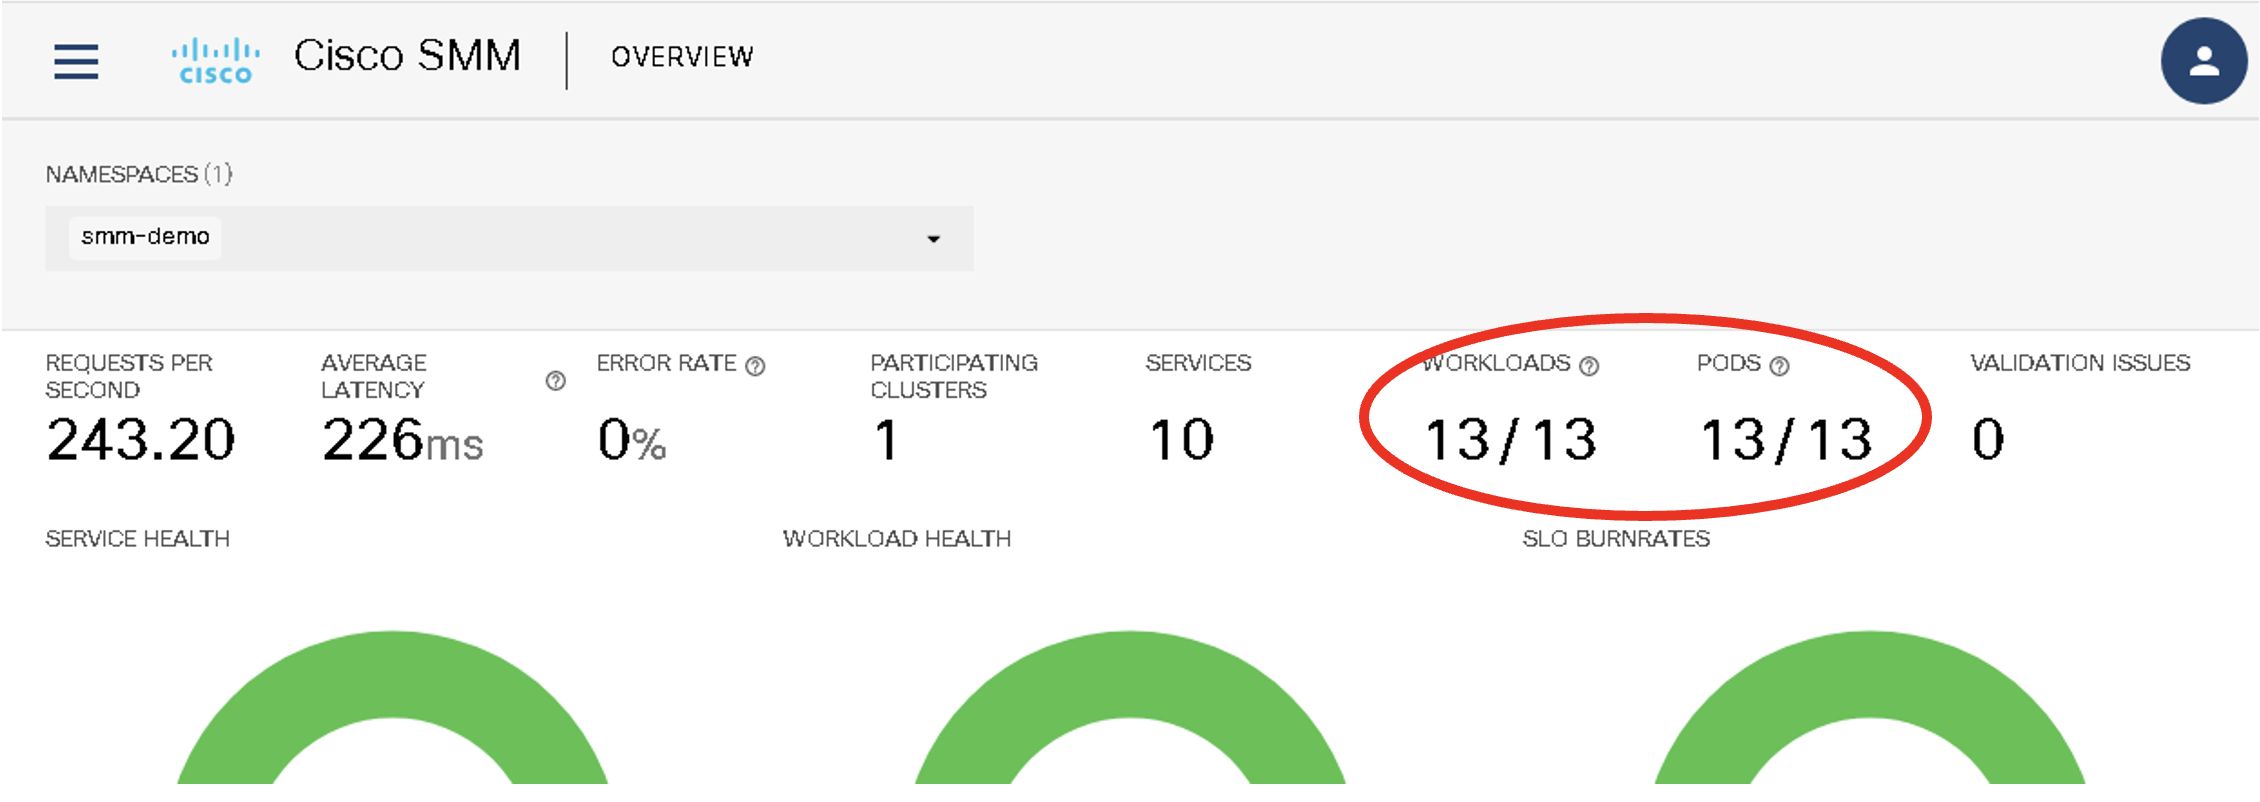 CISCO
Cisco SMM
OVERVIEW
NAMESPACES (1)
smm-demo
REQUESTS PER
SECOND
243.20
AVERAGE
LATENCY
226ms
ERROR RATE
0%
PARTICIPATING
CLUSTERS
1
SERVICES
10
WORKLOADS
13/13
PODS
13/13
VALIDATION ISSUES
0
SERVICE HEALTH
WORKLOAD HEALTH
SLO BURNRATES